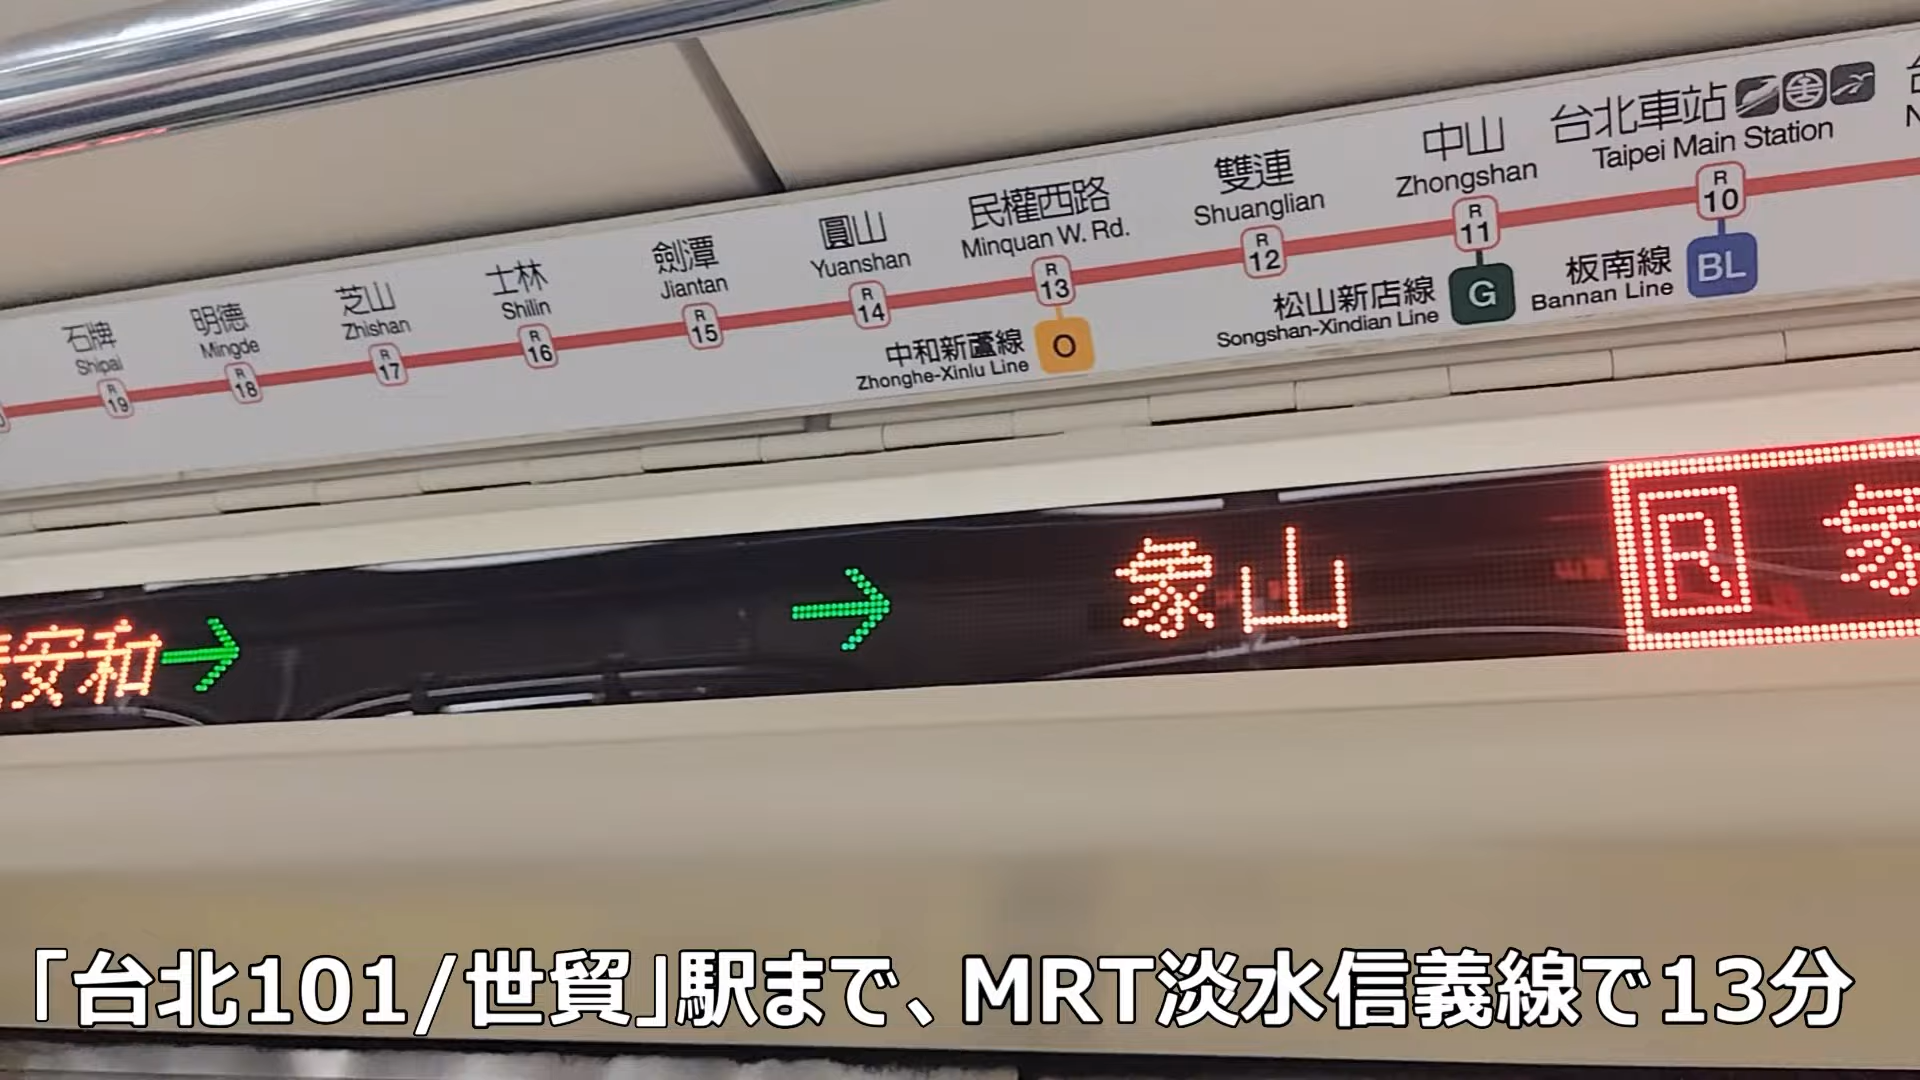 石牌
Shipai
R
19
明德
Mingde
R
18
芝山
Zhishan
R
17
士林
Shilin
R
16
劍潭
Jiantan
R
15
圓山
Yuanshan
R
14
民權西路
Minquan W. Rd.
R
13
中和新蘆線
Zhonghe-Xinlu Line
O
雙連
Shuanglian
R
12
中山
Zhongshan
R
11
松山新店線
Songshan-Xindian Line
G
台北車站
Taipei Main Station
R
10
板南線
Bannan Line
BL
安和→
→ 象山
R 象
「台北101/世貿」駅まで、MRT淡水信義線で13分